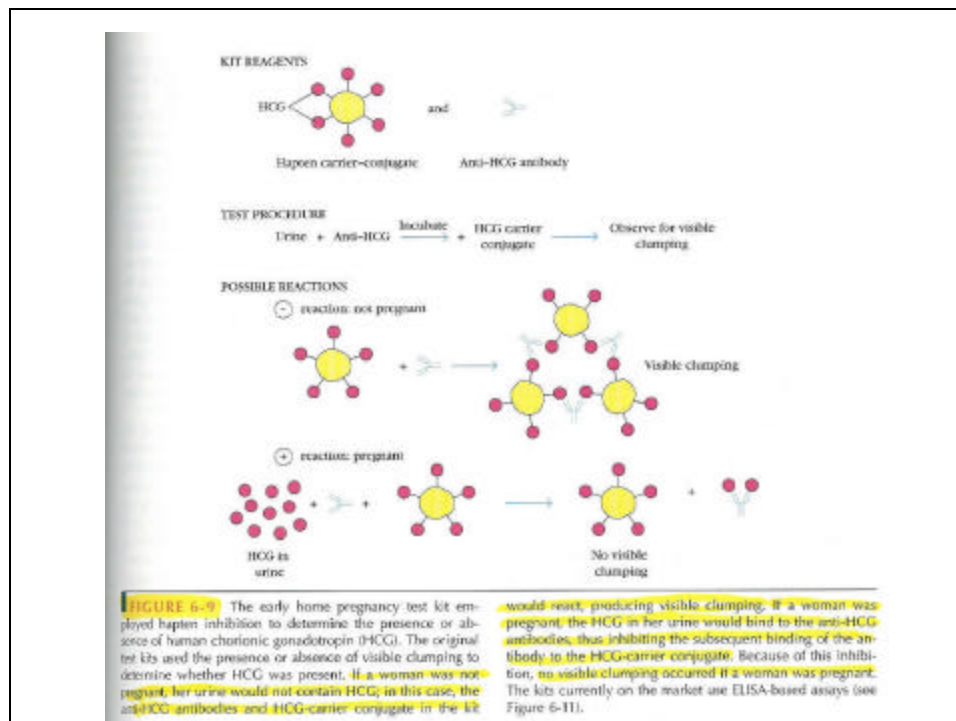 KIT REAGENTS
HCG
and
Hapten carrier-conjugate
Anti-HCG antibody
TEST PROCEDURE
Urine + Anti-HCG
Incubate
+
HCG carrier
conjugate
Observe for visible
clumping
POSSIBLE REACTIONS
- reaction: not pregnant
+
Visible clumping
+ reaction: pregnant
+ +
+
HCG in
urine
No visible
clumping
FIGURE 6-9 The early home pregnancy test kit em-
ployed hapten inhibition to determine the presence or ab-
sence of human chorionic gonadotropin (HCG). The original
test kits used the presence or absence of visible clumping to
determine whether HCG was present. If a woman was not
pregnant, her urine would not contain HCG; in this case, the
anti-HCG antibodies and HCG-carrier conjugate in the kit
would react, producing visible clumping. If a woman was
pregnant, the HCG in her urine would bind to the anti-HCG
antibodies, thus inhibiting the subsequent binding of the an-
tibody to the HCG-carrier conjugate. Because of this inhibi-
tion, no visible clumping occurred if a woman was pregnant.
The kits currently on the market use ELISA-based assays (see
Figure 6-11).